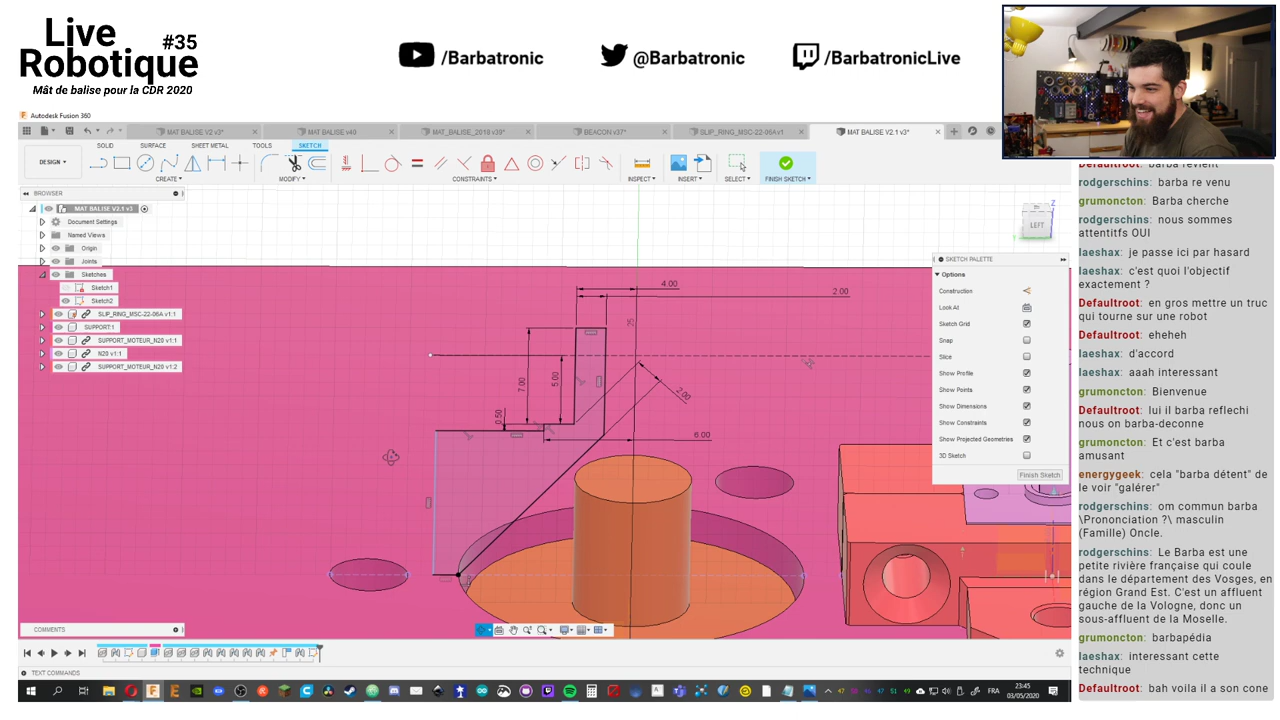 Live
Robotique #35
Mât de balise pour la CDR 2020
/Barbatronic
@Barbatronic
/BarbatronicLive
Autodesk Fusion 360
MAT BALISE V2 v3*
MAT BALISE v40
MAT_BALISE_2019 v39*
BEACON v37*
SLIP_RING_MSC-22-06A v1
MAT BALISE V2.1 v3*
SOLID SURFACE SHEET METAL TOOLS SKETCH
DESIGN
CREATE MODIFY CONSTRAINTS INSPECT INSERT SELECT FINISH SKETCH
BROWSER
MAT BALISE V2.1 v3
Document Settings
Named Views
Origin
Joints
Sketches
Sketch1
Sketch2
SLIP_RING_MSC-22-06A v1:1
SUPPORT:1
SUPPORT_MOTEUR_N20 v1:1
N20 v1:1
SUPPORT_MOTEUR_N20 v1:2
LEFT
Z
4.00
2.00
25
7.00
5.00
0.50
2.00
6.00
SKETCH PALETTE
Options
Construction
Look At
Sketch Grid
Snap
Slice
Show Profile
Show Points
Show Dimensions
Show Constraints
Show Projected Geometries
3D Sketch
Finish Sketch
COMMENTS
TEXT COMMANDS
FRA
23:45
03/05/2020
Defaultroot: barba revient
rodgerschins: barba re venu
grumoncton: Barba cherche
rodgerschins: nous sommes
attentitfs OUI
laeshax: je passe ici par hasard
laeshax: c'est quoi l'objectif
exactement ?
Defaultroot: en gros mettre un truc
qui tourne sur une robot
Defaultroot: eheheh
laeshax: d'accord
laeshax: aaah interessant
grumoncton: Bienvenue
Defaultroot: lui il barba reflechi
nous on barba-deconne
grumoncton: Et c'est barba
amusant
energygeek: cela "barba détent" de
le voir "galérer"
rodgerschins: om commun barba
\Prononciation ?\ masculin
(Famille) Oncle.
rodgerschins: Le Barba est une
petite rivière française qui coule
dans le département des Vosges, en
région Grand Est. C'est un affluent
gauche de la Vologne, donc un
sous-affluent de la Moselle.
grumoncton: barbapédia
laeshax: interessant cette
technique
Defaultroot: bah voila il a son cone